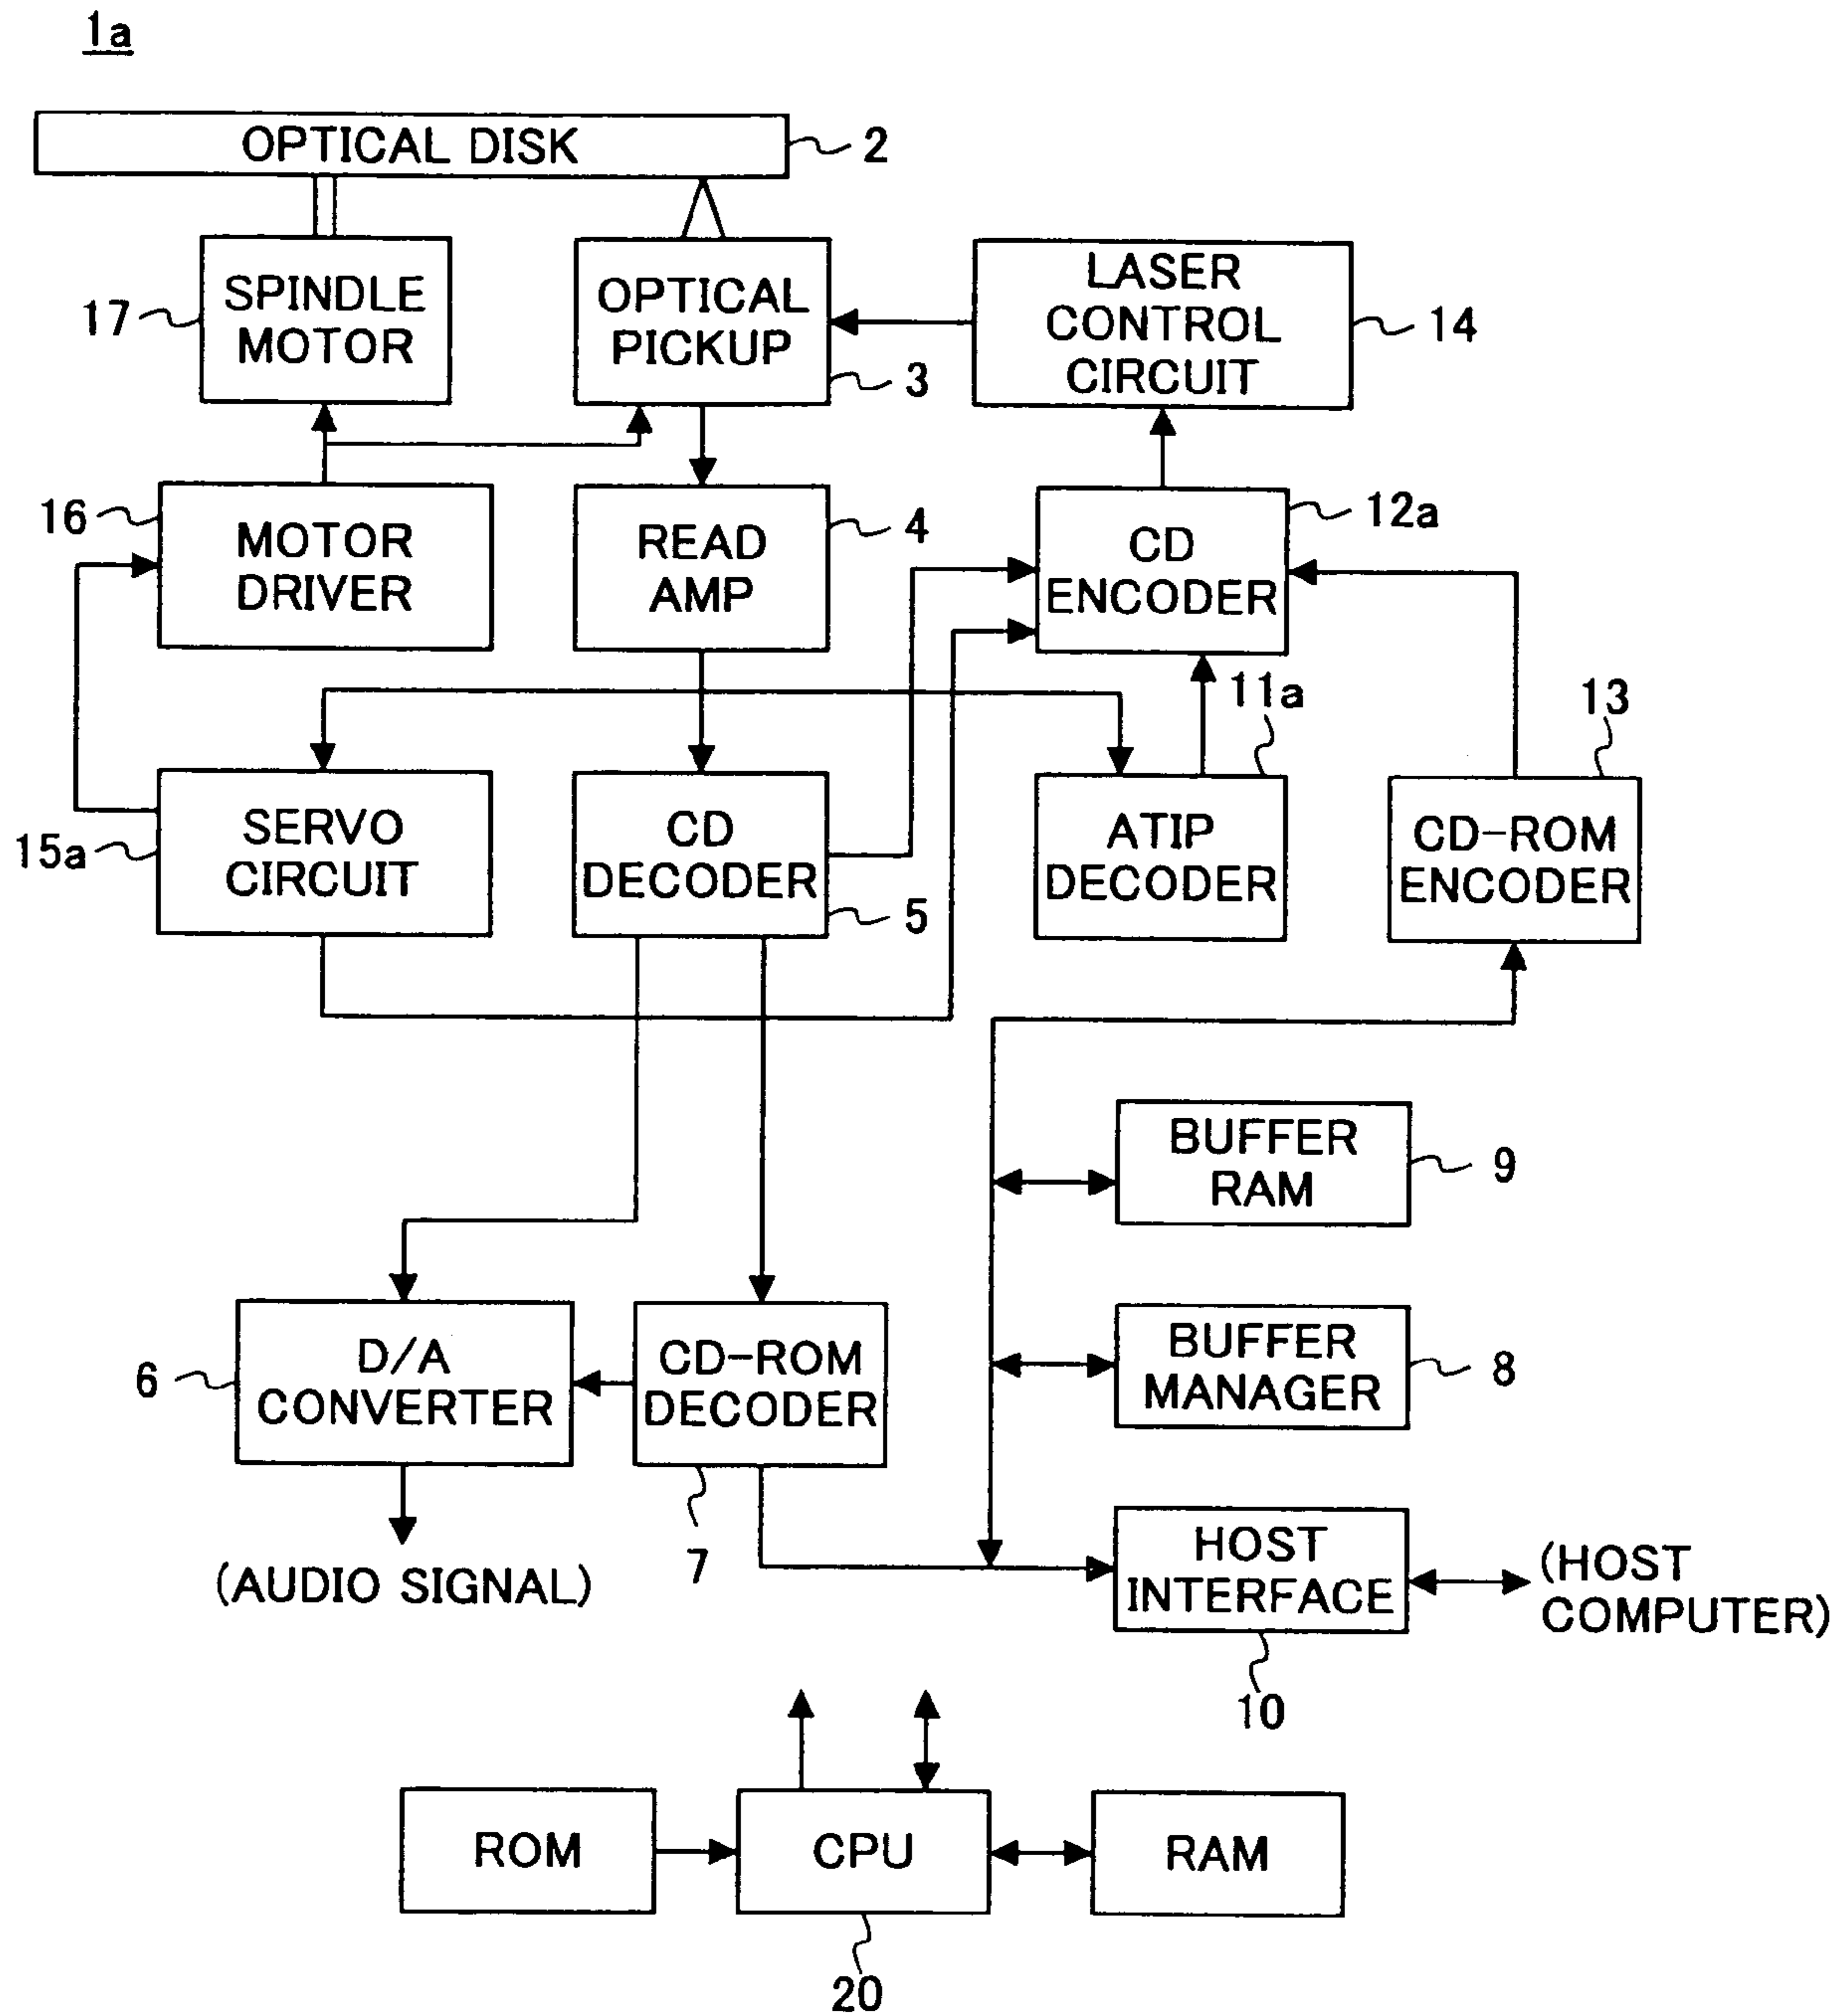 1a
OPTICAL DISK
2
SPINDLE
MOTOR
17
OPTICAL
PICKUP
3
LASER
CONTROL
CIRCUIT
14
16
MOTOR
DRIVER
READ
AMP
4
CD
ENCODER
12a
11a
13
SERVO
CIRCUIT
15a
CD
DECODER
5
ATIP
DECODER
CD-ROM
ENCODER
BUFFER
RAM
9
D/A
CONVERTER
6
CD-ROM
DECODER
7
BUFFER
MANAGER
8
(AUDIO SIGNAL)
HOST
INTERFACE
10
(HOST
COMPUTER)
ROM
CPU
RAM
20